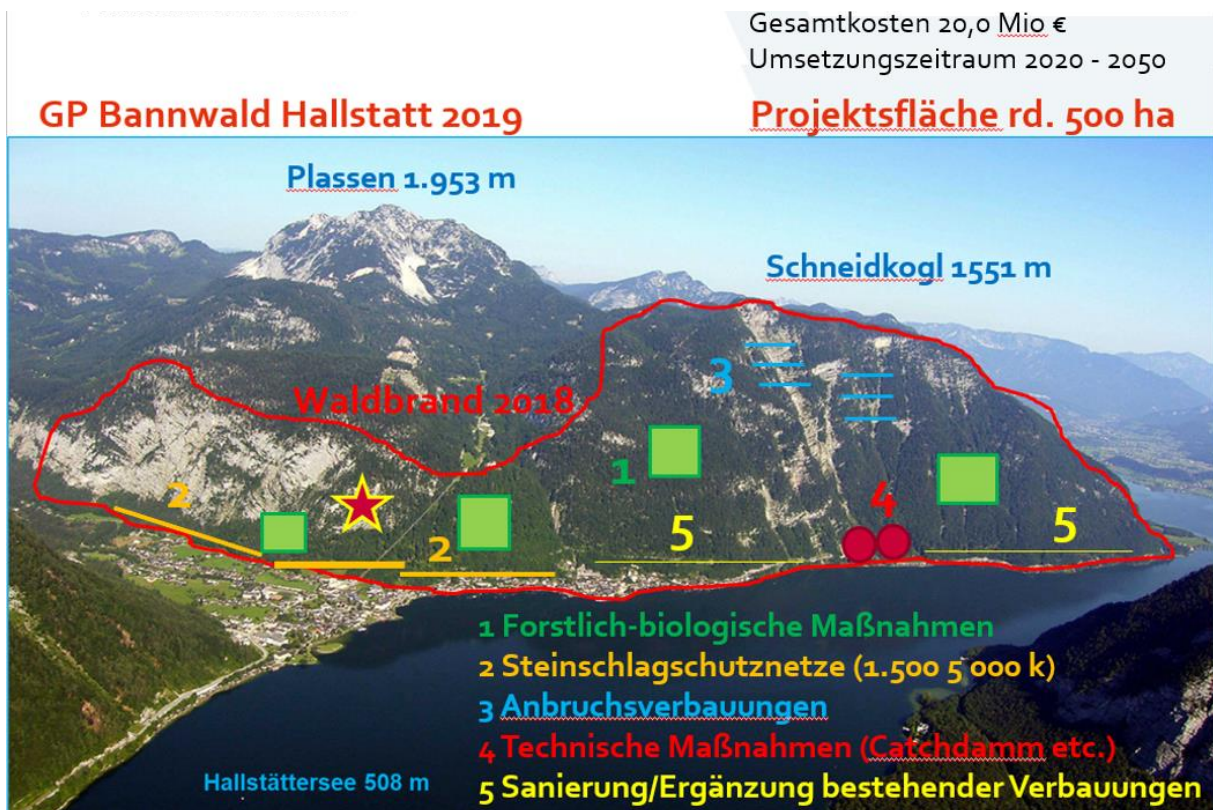 Gesamtkosten 20,0 Mio €
Umsetzungszeitraum 2020 - 2050
GP Bannwald Hallstatt 2019
Projektsfläche rd. 500 ha
Plassen 1.953 m
Schneidkogl 1551 m
3
Waldbrand 2018
1
2
4
5
5
2
1 Forstlich-biologische Maßnahmen
2 Steinschlagschutznetze (1.500 5 000 k)
3 Anbruchsverbauungen
4 Technische Maßnahmen (Catchdamm etc.)
Hallstättersee 508 m
5 Sanierung/Ergänzung bestehender Verbauungen